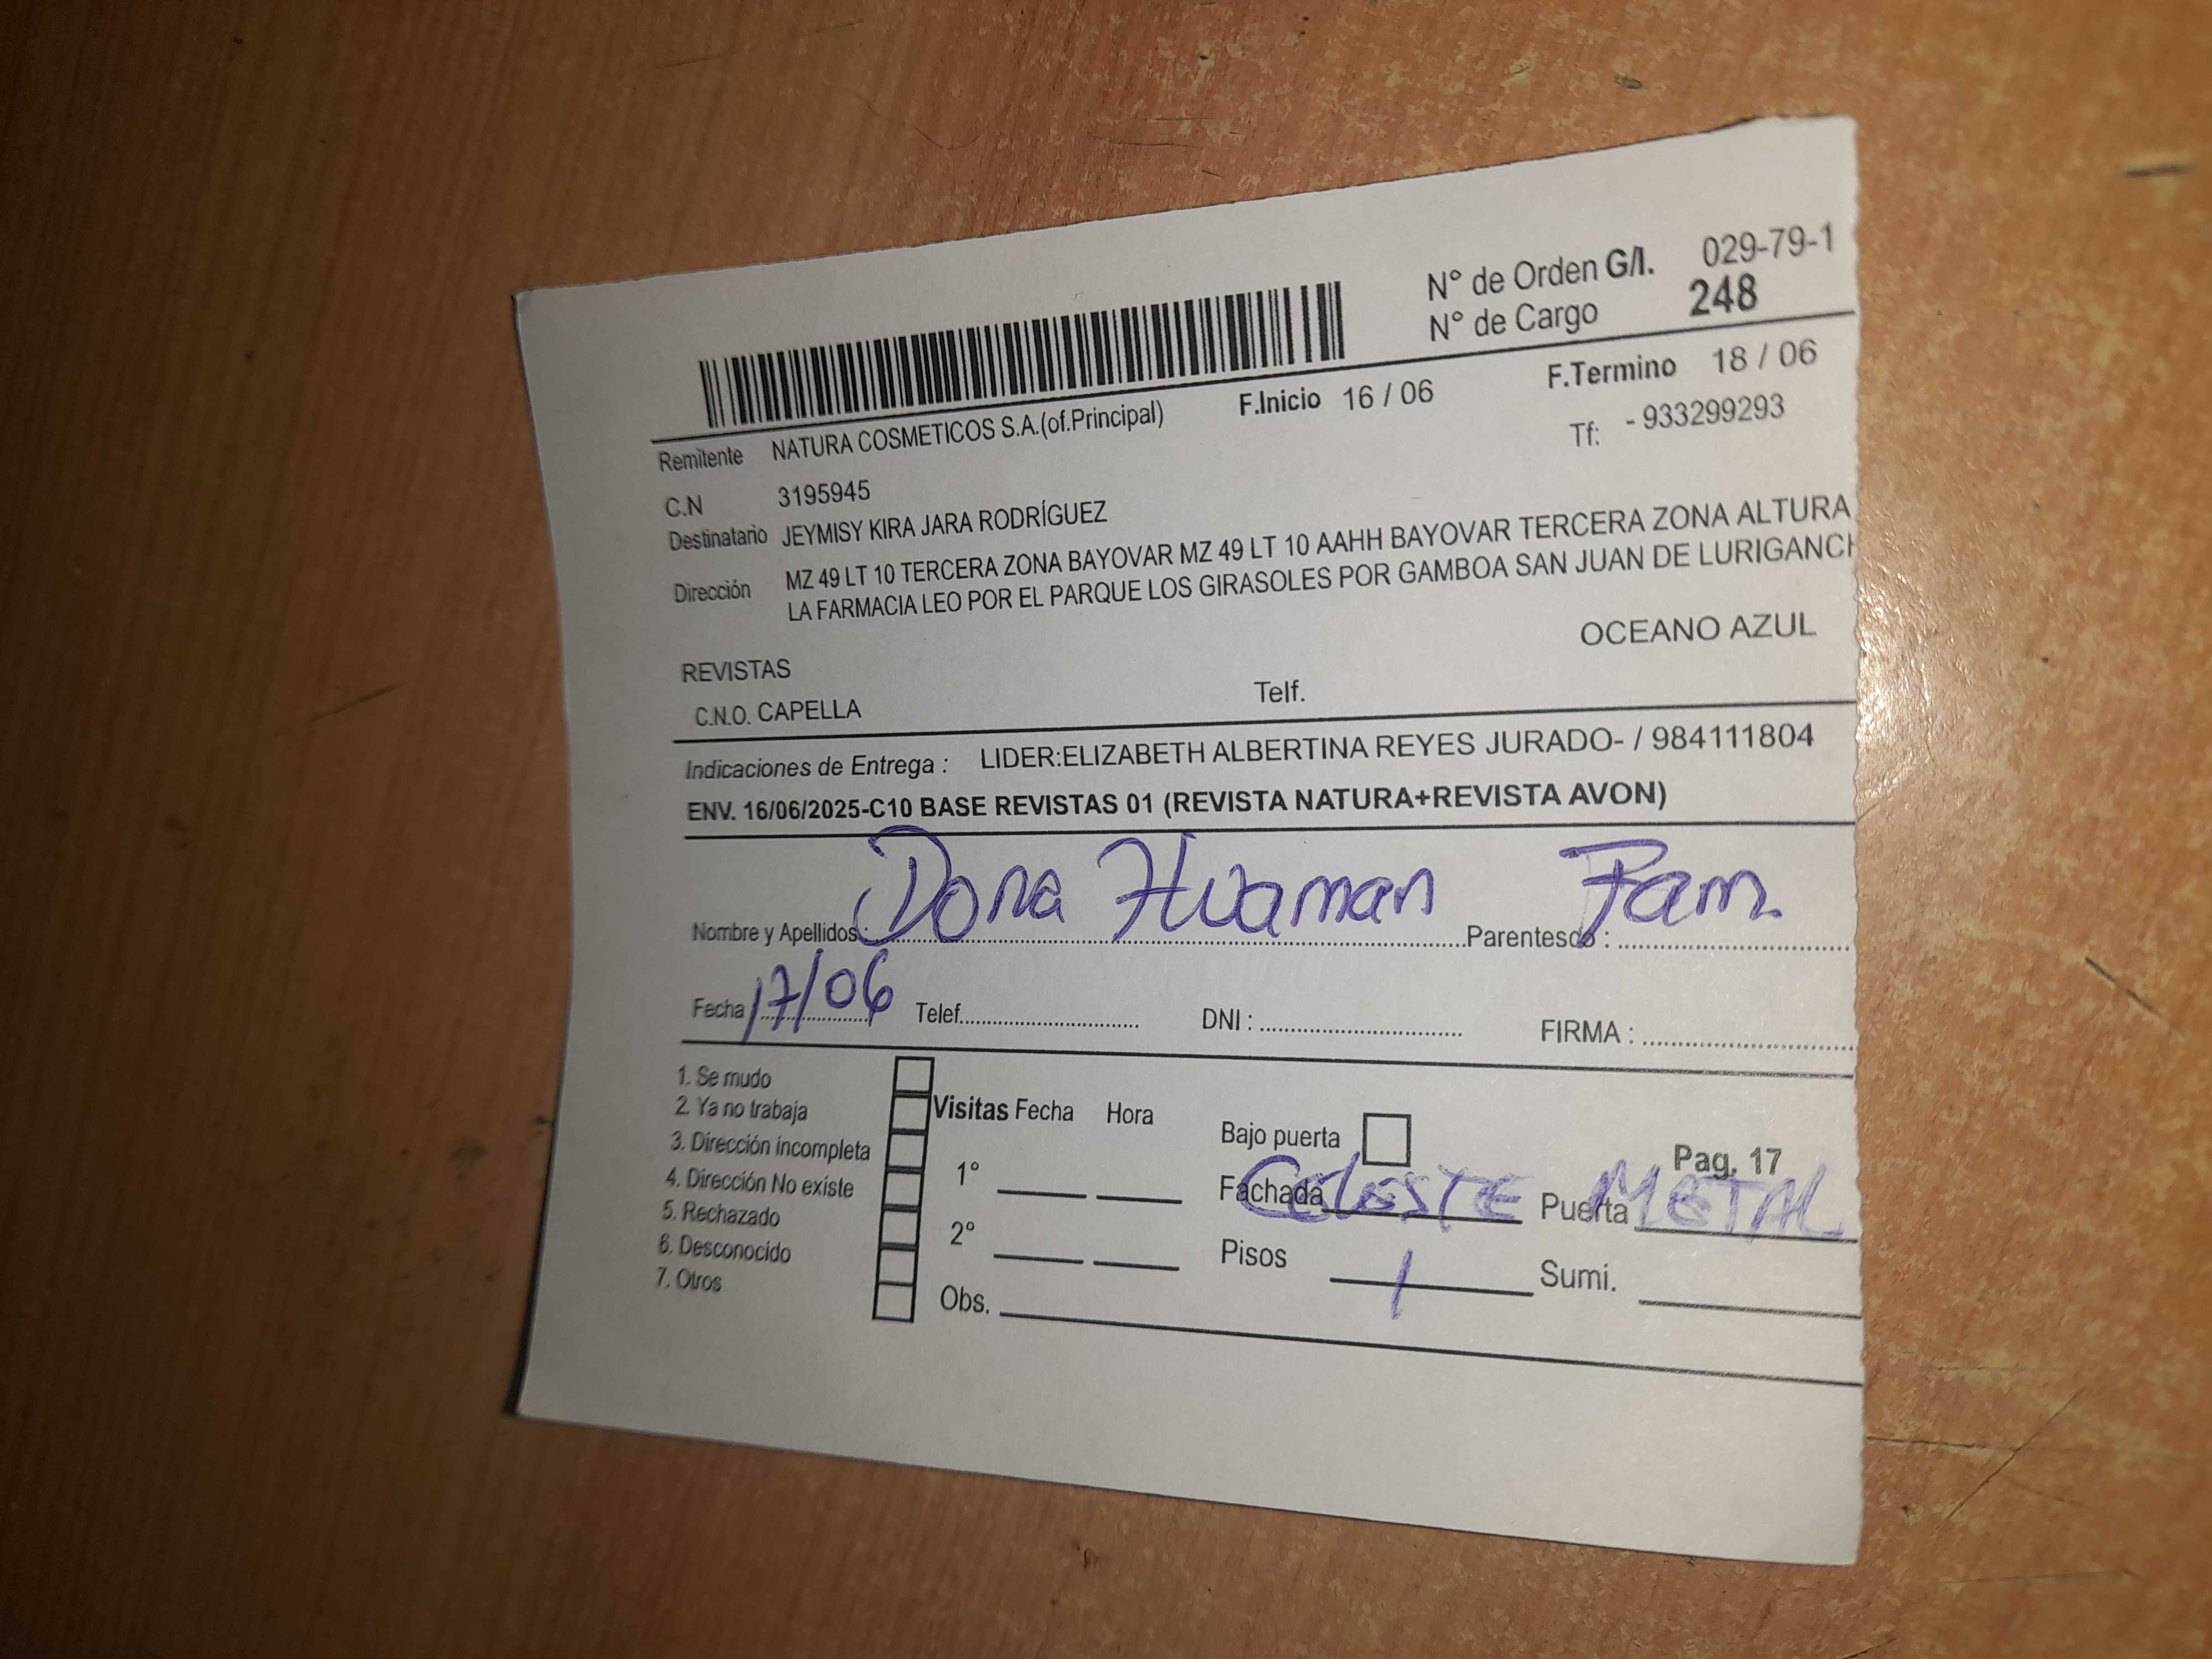 N° de Orden G/I. 029-79-1
N° de Cargo 248
F.Inicio 16 / 06 F.Termino 18 / 06
Remitente NATURA COSMETICOS S.A.(of.Principal) Tf: - 933299293
C.N 3195945
Destinatario JEYMISY KIRA JARA RODRÍGUEZ
Dirección MZ 49 LT 10 TERCERA ZONA BAYOVAR MZ 49 LT 10 AAHH BAYOVAR TERCERA ZONA ALTURA
LA FARMACIA LEO POR EL PARQUE LOS GIRASOLES POR GAMBOA SAN JUAN DE LURIGANCH
OCEANO AZUL
REVISTAS
C.N.O. CAPELLA Telf.
Indicaciones de Entrega : LIDER:ELIZABETH ALBERTINA REYES JURADO- / 984111804
ENV. 16/06/2025-C10 BASE REVISTAS 01 (REVISTA NATURA+REVISTA AVON)
Nombre y Apellidos : Dona Huaman Parentesco : Fam.
Fecha 17/06 Telef. DNI : FIRMA :
1. Se mudo
2. Ya no trabaja
3. Dirección incompleta
4. Dirección No existe
5. Rechazado
6. Desconocido
7. Otros
Visitas Fecha Hora
1°
2°
Obs.
Bajo puerta Pag. 17
Fachada CELESTE Puerta METAL
Pisos 1 Sumi.